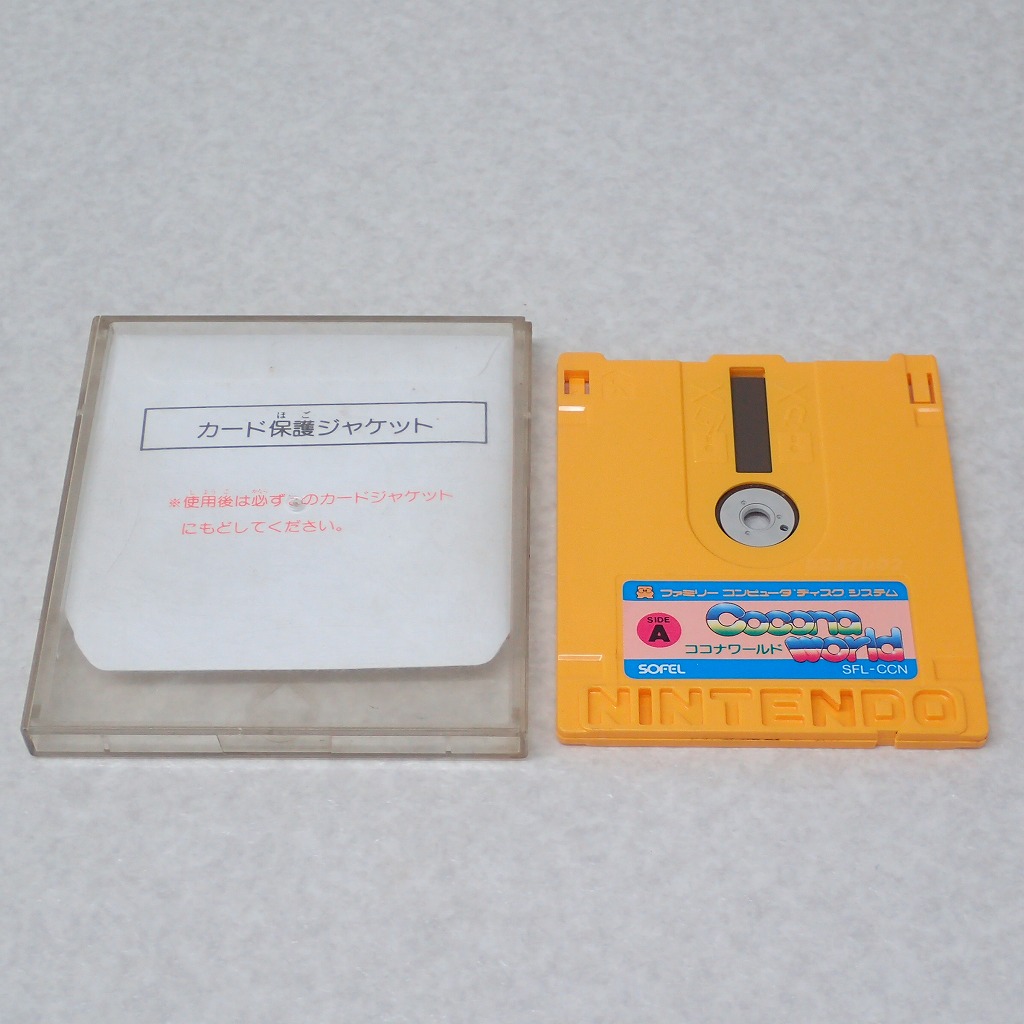 カード保護ジャケット
※使用後は必ずこのカードジャケット
にもどしてください。
ファミリー コンピュータ ディスク システム
SIDE
A
Cocona
world
ココナワールド
SOFEL
SFL-CCN
NINTENDO